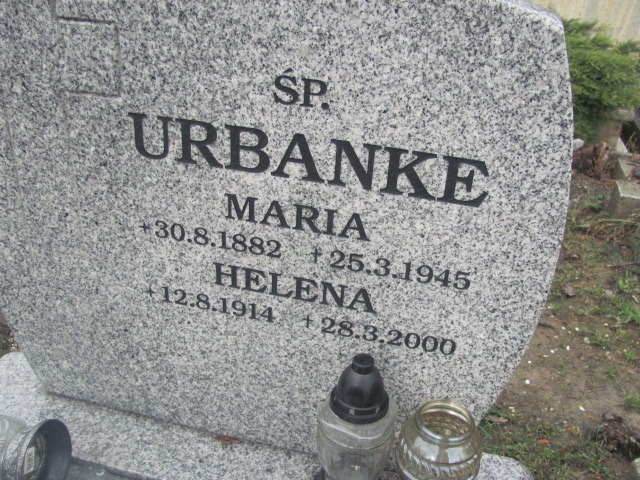 ŚP.
URBANKE
MARIA
+30.8.1882 †25.3.1945
HELENA
+12.8.1914 †28.3.2000